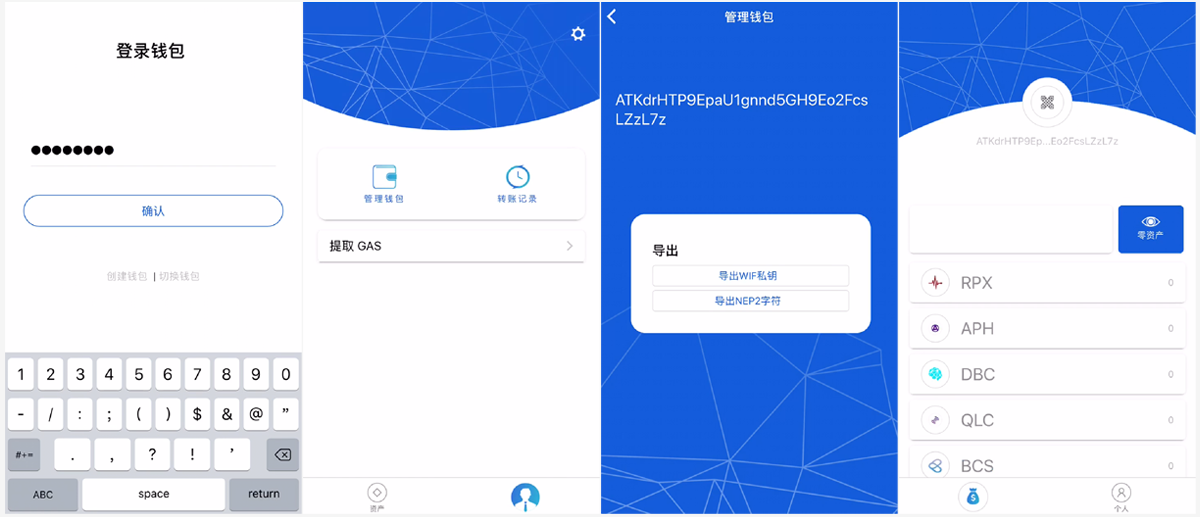 登录钱包
●●●●●●●●
确认
创建钱包 | 切换钱包
1 2 3 4 5 6 7 8 9 0
- / : ; ( ) $ & @ ”
#+= . , ? ! ’
ABC space return
管理钱包 转账记录
提取 GAS
资产
管理钱包
ATKdrHTP9EpaU1gnnd5GH9Eo2Fcs
LZzL7z
导出
导出WIF私钥
导出NEP2字符
ATKdrHTP9Ep...Eo2FcsLZzL7z
零资产
RPX 0
APH 0
DBC 0
QLC 0
BCS 0
个人